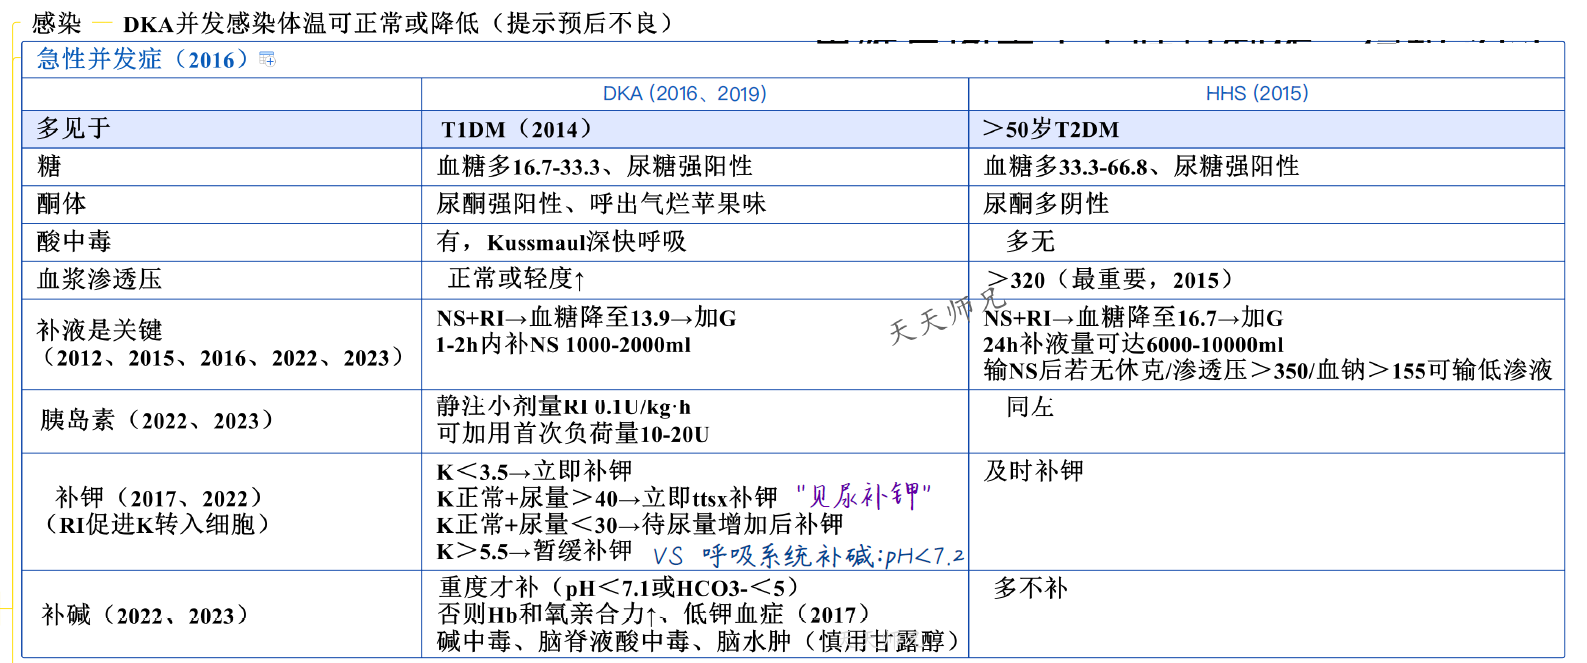 感染 DKA并发感染体温可正常或降低（提示预后不良）
急性并发症（2016）
DKA (2016、2019) HHS (2015)
多见于 T1DM（2014） ＞50岁T2DM
糖 血糖多16.7-33.3、尿糖强阳性 血糖多33.3-66.8、尿糖强阳性
酮体 尿酮强阳性、呼出气烂苹果味 尿酮多阴性
酸中毒 有，Kussmaul深快呼吸 多无
血浆渗透压 正常或轻度↑ ＞320（最重要，2015）
天天师兄
补液是关键
（2012、2015、2016、2022、2023）
NS+RI→血糖降至13.9→加G
1-2h内补NS 1000-2000ml
NS+RI→血糖降至16.7→加G
24h补液量可达6000-10000ml
输NS后若无休克/渗透压＞350/血钠＞155可输低渗液
胰岛素（2022、2023）
静注小剂量RI 0.1U/kg·h
可加用首次负荷量10-20U
同左
补钾（2017、2022）
（RI促进K转入细胞）
K＜3.5→立即补钾
K正常+尿量＞40→立即ttsx补钾 “见尿补钾”
K正常+尿量＜30→待尿量增加后补钾
K＞5.5→暂缓补钾 VS 呼吸系统补碱:pH<7.2
及时补钾
补碱（2022、2023）
重度才补（pH＜7.1或HCO3-＜5）
否则Hb和氧亲合力↑、低钾血症（2017）
碱中毒、脑脊液酸中毒、脑水肿（慎用甘露醇）
多不补